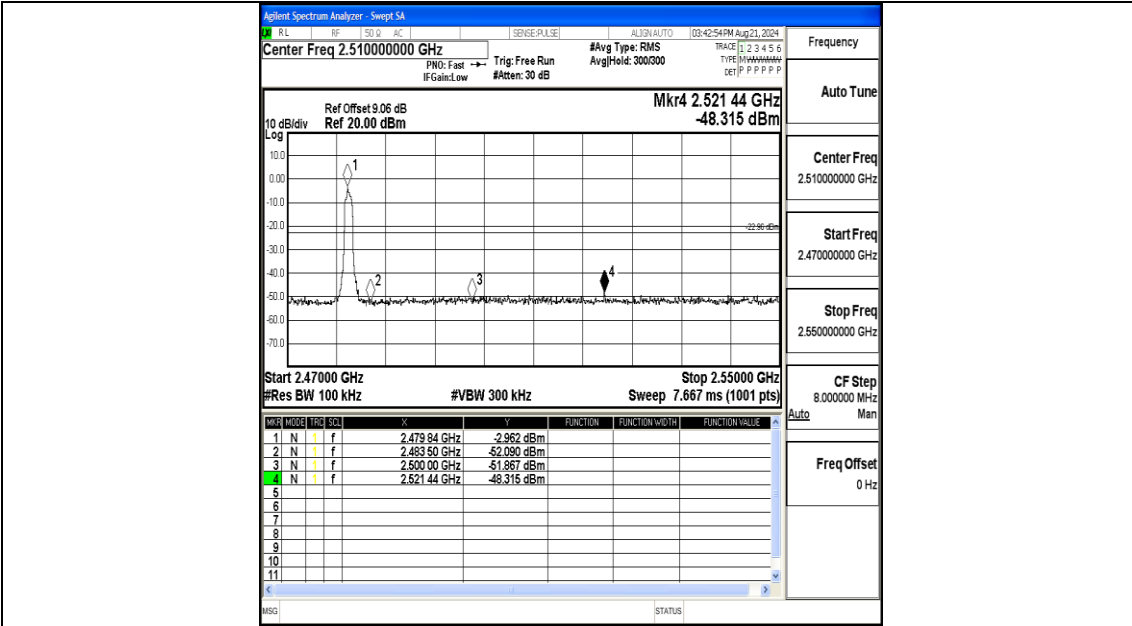 Agilent Spectrum Analyzer - Swept SA
RL RF 50 Ω AC SENSE:PULSE ALIGN AUTO 03:42:54 PM Aug 21, 2024
Center Freq 2.510000000 GHz
#Avg Type: RMS
TRACE 1 2 3 4 5 6
PNO: Fast
Trig: Free Run
Avg|Hold: 300/300
TYPE
IFGain:Low
#Atten: 30 dB
DET P P P P P P
Mkr4 2.521 44 GHz
Ref Offset 9.06 dB
-48.315 dBm
10 dB/div Ref 20.00 dBm
Log
10.0
0.00
-10.0
-20.0
-30.0
-40.0
-50.0
-60.0
-70.0
1
2
3
4
-22.96 dBm
Start 2.47000 GHz Stop 2.55000 GHz
#Res BW 100 kHz #VBW 300 kHz Sweep 7.667 ms (1001 pts)
MKR MODE TRC SCL X Y FUNCTION FUNCTION WIDTH FUNCTION VALUE
1 N 1 f 2.479 84 GHz -2.962 dBm
2 N 1 f 2.483 50 GHz -52.090 dBm
3 N 1 f 2.500 00 GHz -51.867 dBm
4 N 1 f 2.521 44 GHz -48.315 dBm
5
6
7
8
9
10
11
MSG STATUS
Frequency
Auto Tune
Center Freq
2.510000000 GHz
Start Freq
2.470000000 GHz
Stop Freq
2.550000000 GHz
CF Step
8.000000 MHz
Auto Man
Freq Offset
0 Hz